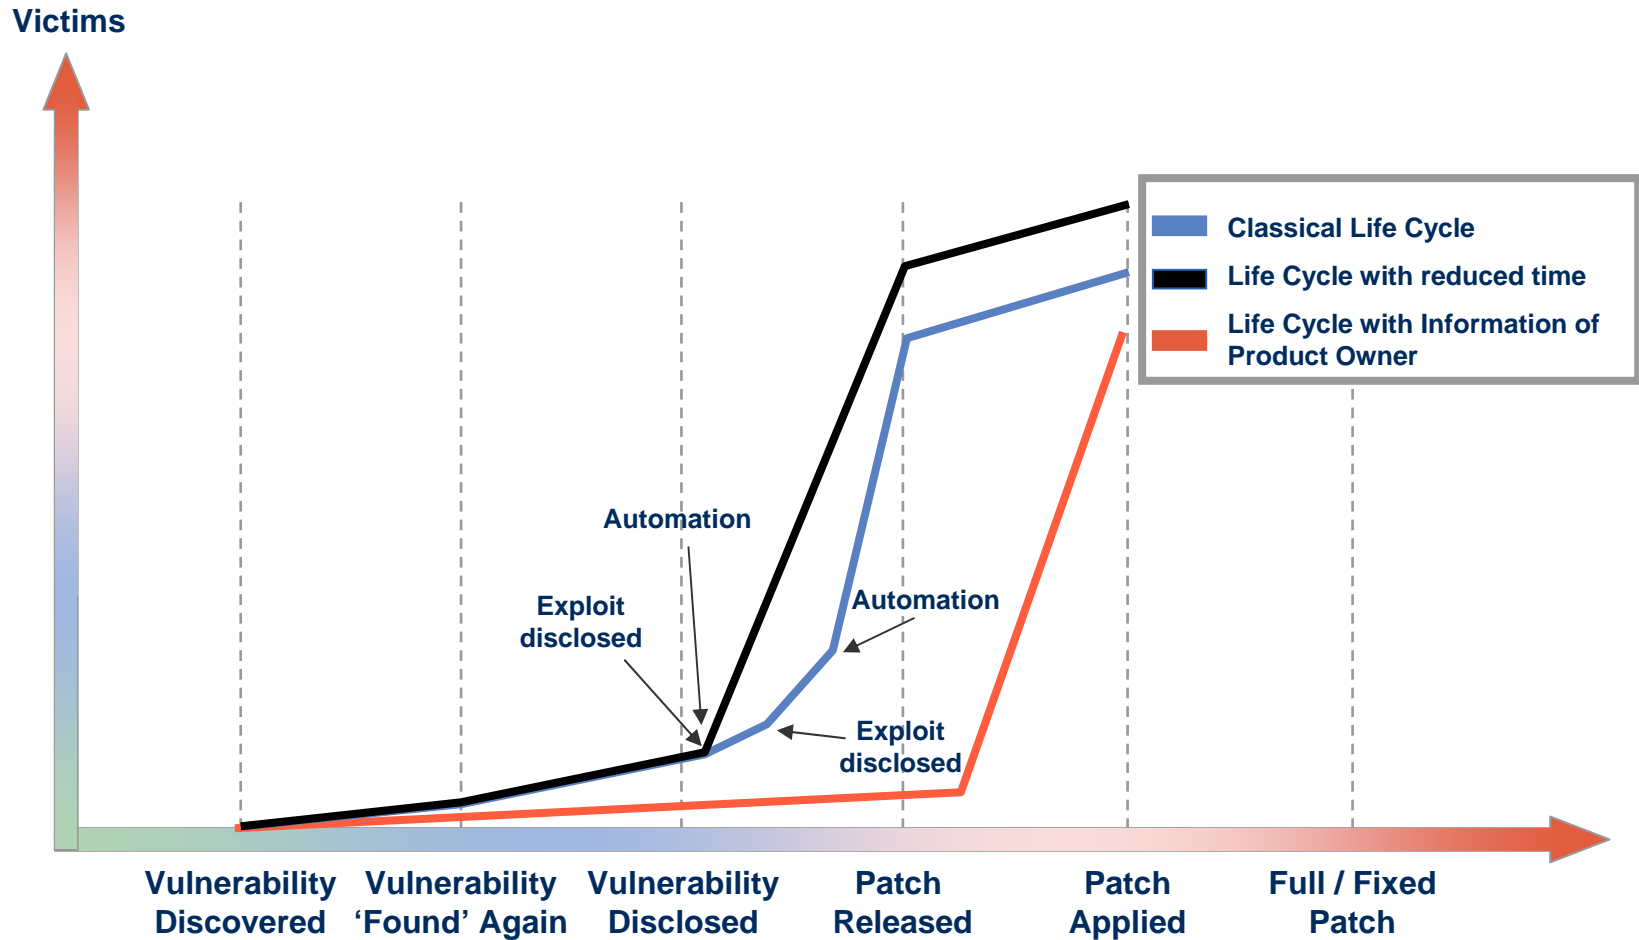 Victims
Classical Life Cycle
Life Cycle with reduced time
Life Cycle with Information of
Product Owner
Automation
Exploit
disclosed
Automation
Exploit
disclosed
Vulnerability
Discovered
Vulnerability
‘Found’ Again
Vulnerability
Disclosed
Patch
Released
Patch
Applied
Full / Fixed
Patch